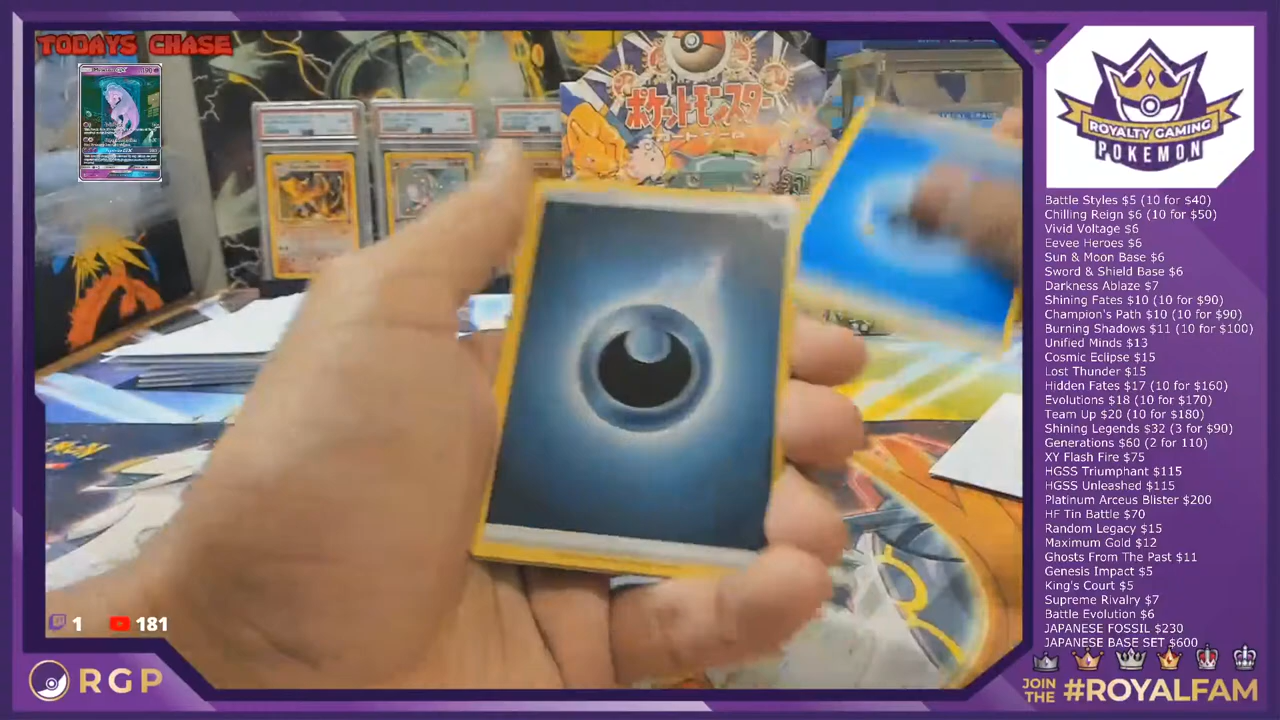 TODAYS CHASE
90
ポケットモンスター
1
181
RGP
ROYALTY GAMING
POKEMON
Battle Styles $5 (10 for $40)
Chilling Reign $6 (10 for $50)
Vivid Voltage $6
Eevee Heroes $6
Sun & Moon Base $6
Sword & Shield Base $6
Darkness Ablaze $7
Shining Fates $10 (10 for $90)
Champion's Path $10 (10 for $90)
Burning Shadows $11 (10 for $100)
Unified Minds $13
Cosmic Eclipse $15
Lost Thunder $15
Hidden Fates $17 (10 for $160)
Evolutions $18 (10 for $170)
Team Up $20 (10 for $180)
Shining Legends $32 (3 for $90)
Generations $60 (2 for 110)
XY Flash Fire $75
HGSS Triumphant $115
HGSS Unleashed $115
Platinum Arceus Blister $200
HF Tin Battle $70
Random Legacy $15
Maximum Gold $12
Ghosts From The Past $11
Genesis Impact $5
King's Court $5
Supreme Rivalry $7
Battle Evolution $6
JAPANESE FOSSIL $230
JAPANESE BASE SET $600
JOIN THE #ROYALFAM